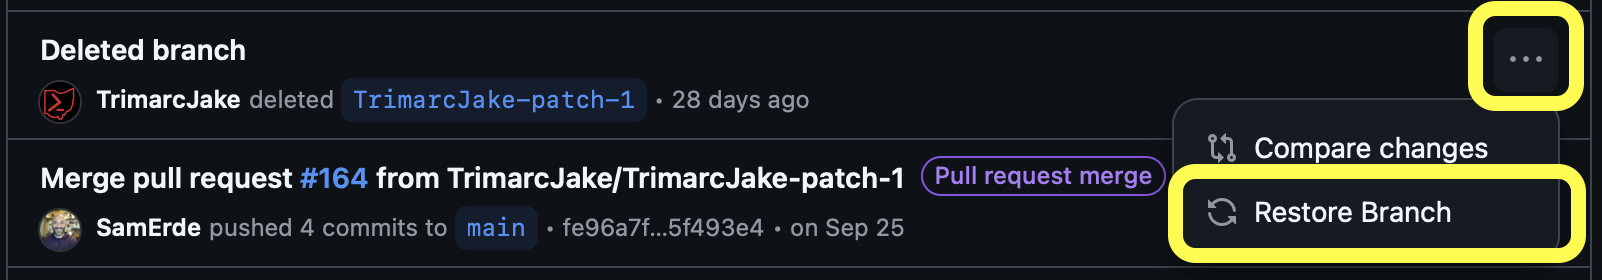 Deleted branch
TrimarcJake deleted TrimarcJake-patch-1 • 28 days ago
Compare changes
Merge pull request #164 from TrimarcJake/TrimarcJake-patch-1 Pull request merge
Restore Branch
SamErde pushed 4 commits to main • fe96a7f...5f493e4 • on Sep 25